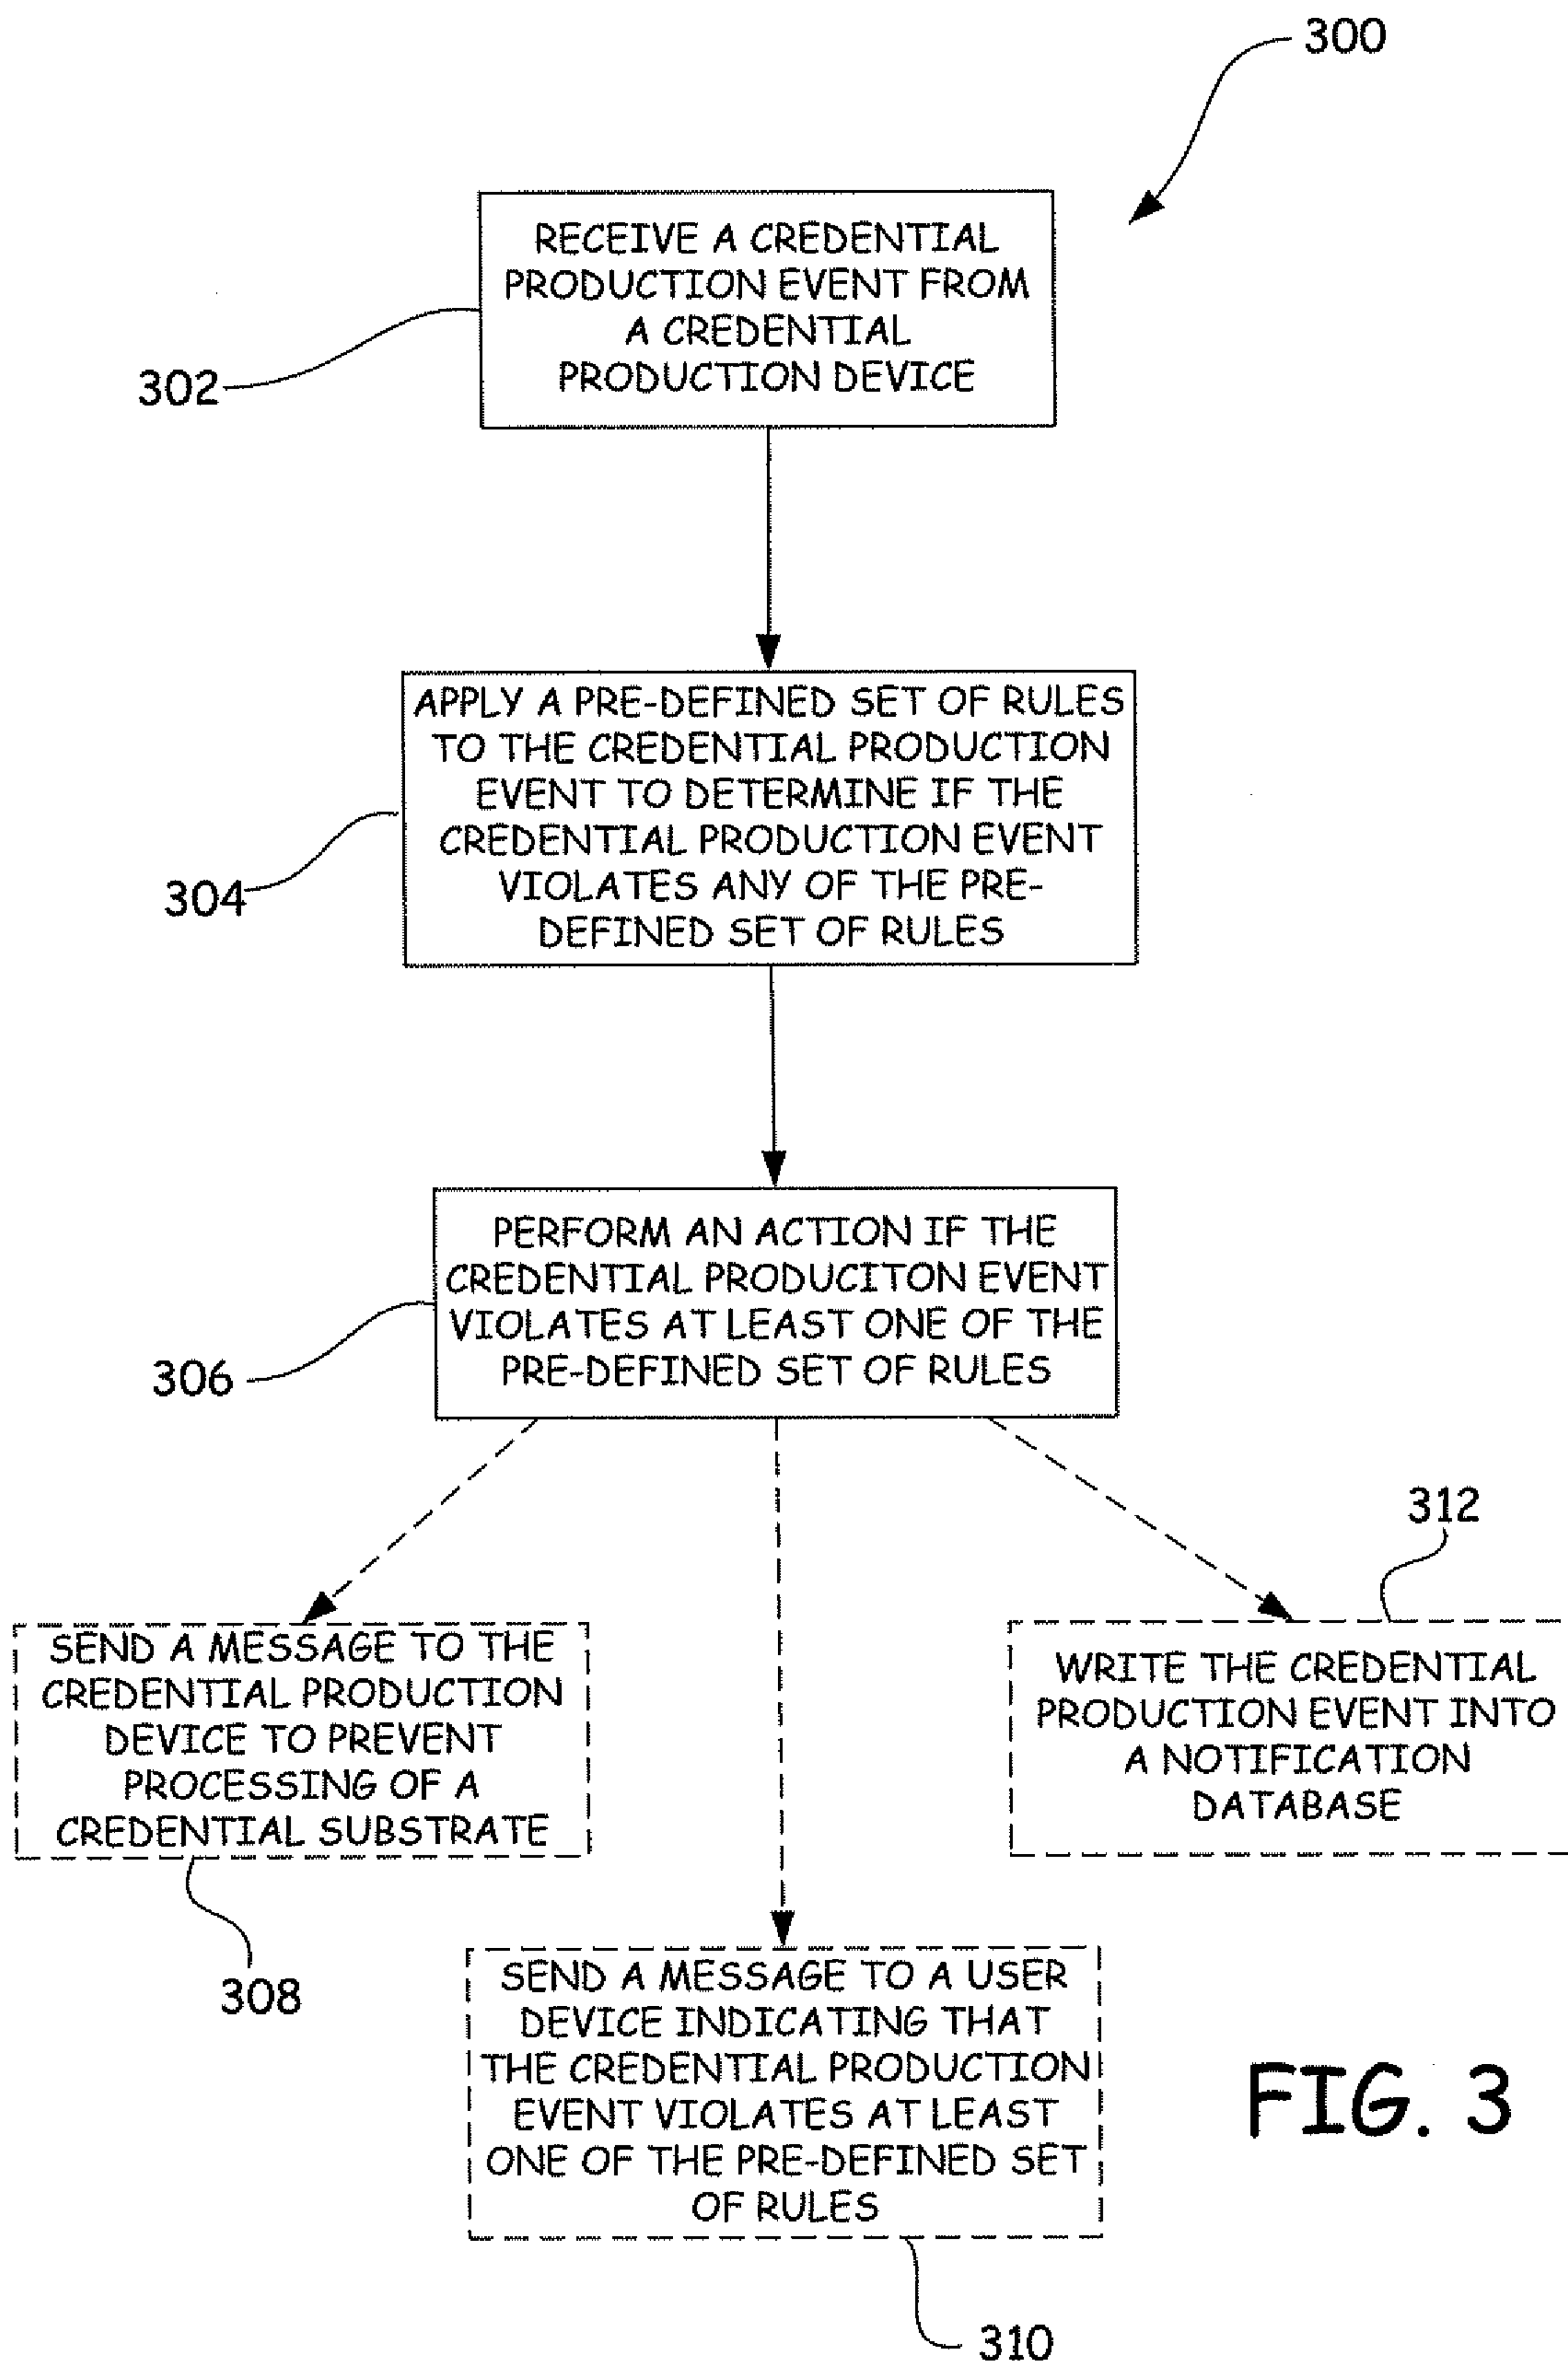 300
RECEIVE A CREDENTIAL
PRODUCTION EVENT FROM
A CREDENTIAL
PRODUCTION DEVICE
302
APPLY A PRE-DEFINED SET OF RULES
TO THE CREDENTIAL PRODUCTION
EVENT TO DETERMINE IF THE
CREDENTIAL PRODUCTION EVENT
VIOLATES ANY OF THE PRE-
DEFINED SET OF RULES
304
PERFORM AN ACTION IF THE
CREDENTIAL PRODUCITON EVENT
VIOLATES AT LEAST ONE OF THE
PRE-DEFINED SET OF RULES
306
SEND A MESSAGE TO THE
CREDENTIAL PRODUCTION
DEVICE TO PREVENT
PROCESSING OF A
CREDENTIAL SUBSTRATE
308
312
WRITE THE CREDENTIAL
PRODUCTION EVENT INTO
A NOTIFICATION
DATABASE
SEND A MESSAGE TO A USER
DEVICE INDICATING THAT
THE CREDENTIAL PRODUCTION
EVENT VIOLATES AT LEAST
ONE OF THE PRE-DEFINED SET
OF RULES
310
FIG. 3